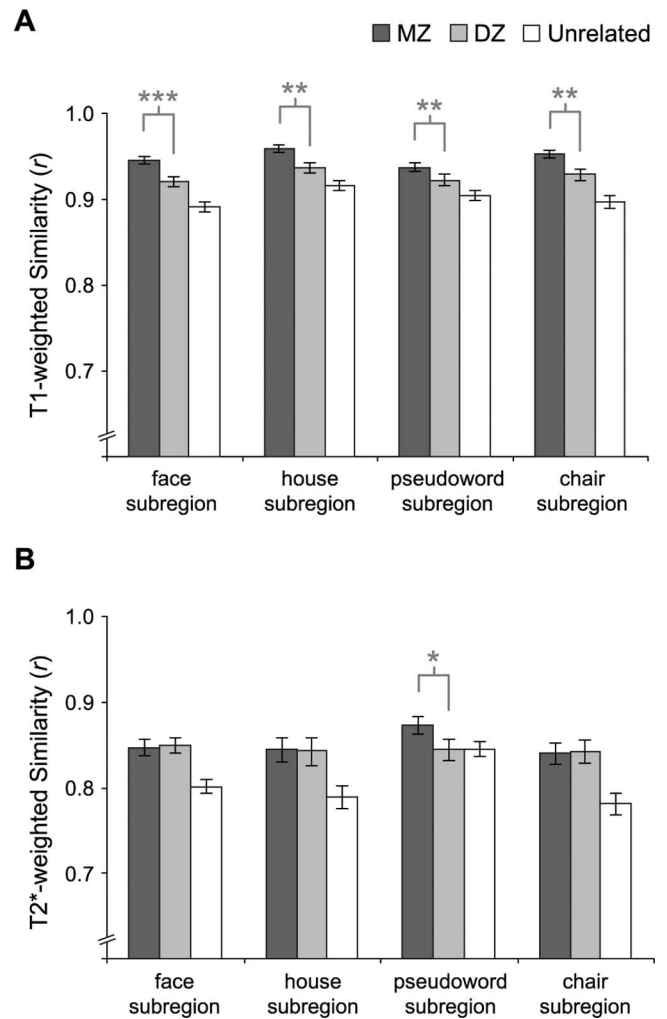 A
MZ DZ Unrelated
*** ** ** **
1.0
0.9
0.8
0.7
T1-weighted Similarity (r)
face subregion
house subregion
pseudoword subregion
chair subregion
B
*
1.0
0.9
0.8
0.7
T2*-weighted Similarity (r)
face subregion
house subregion
pseudoword subregion
chair subregion